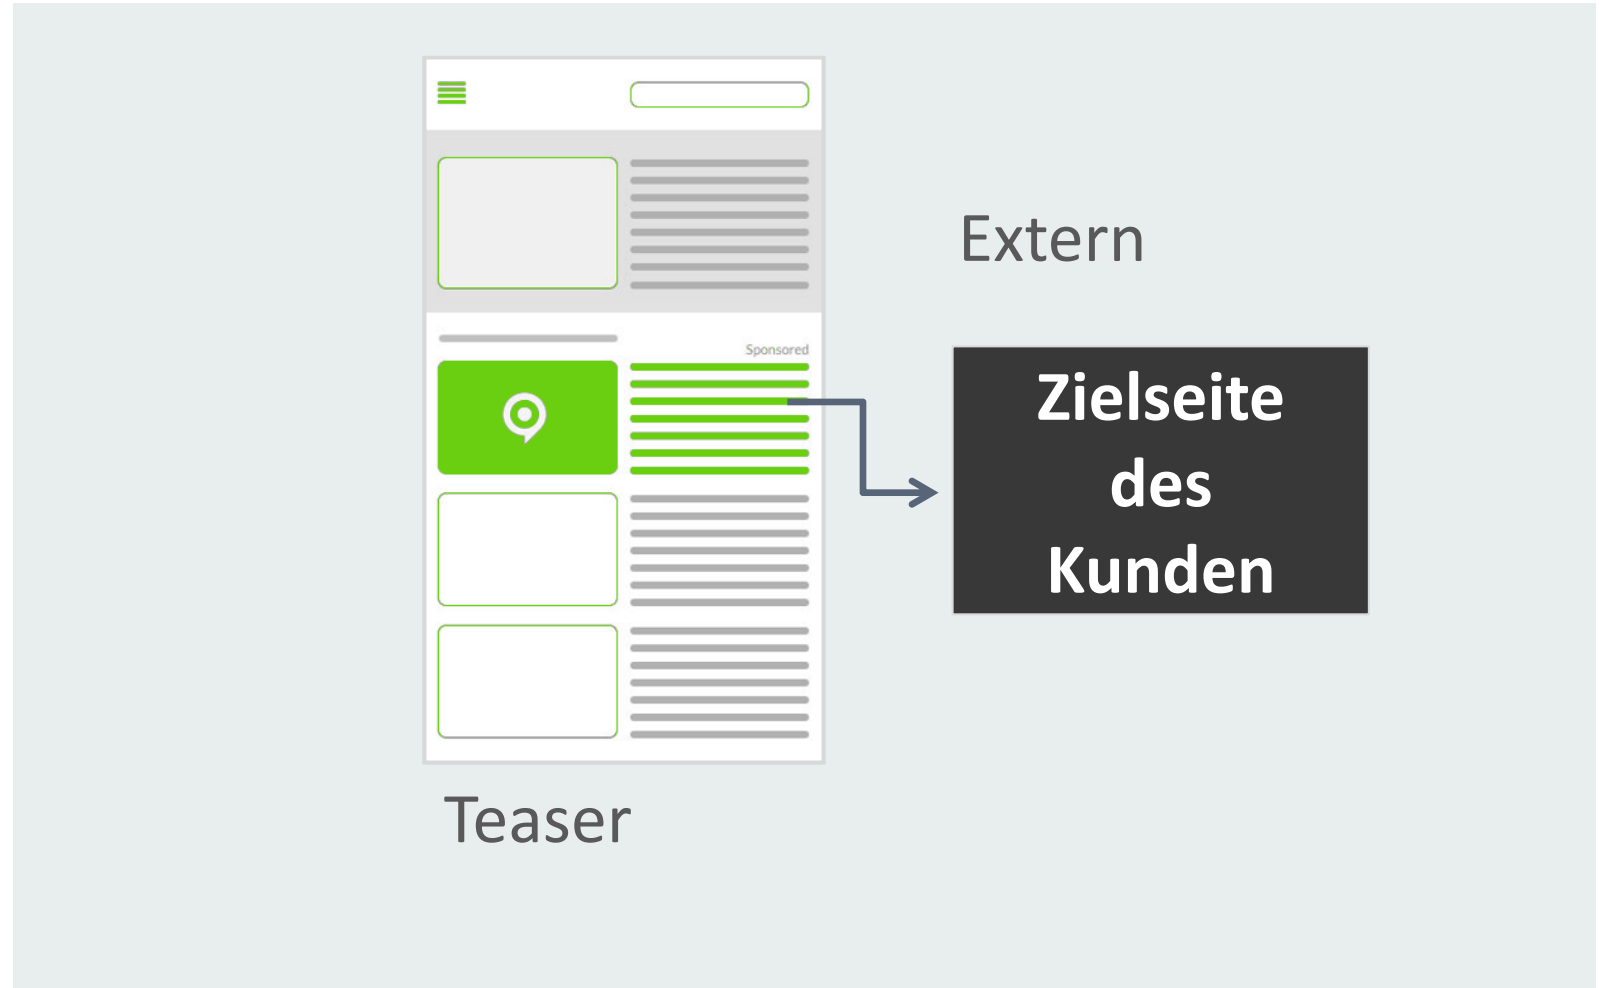 Extern
Sponsored
Zielseite
des
Kunden
Teaser